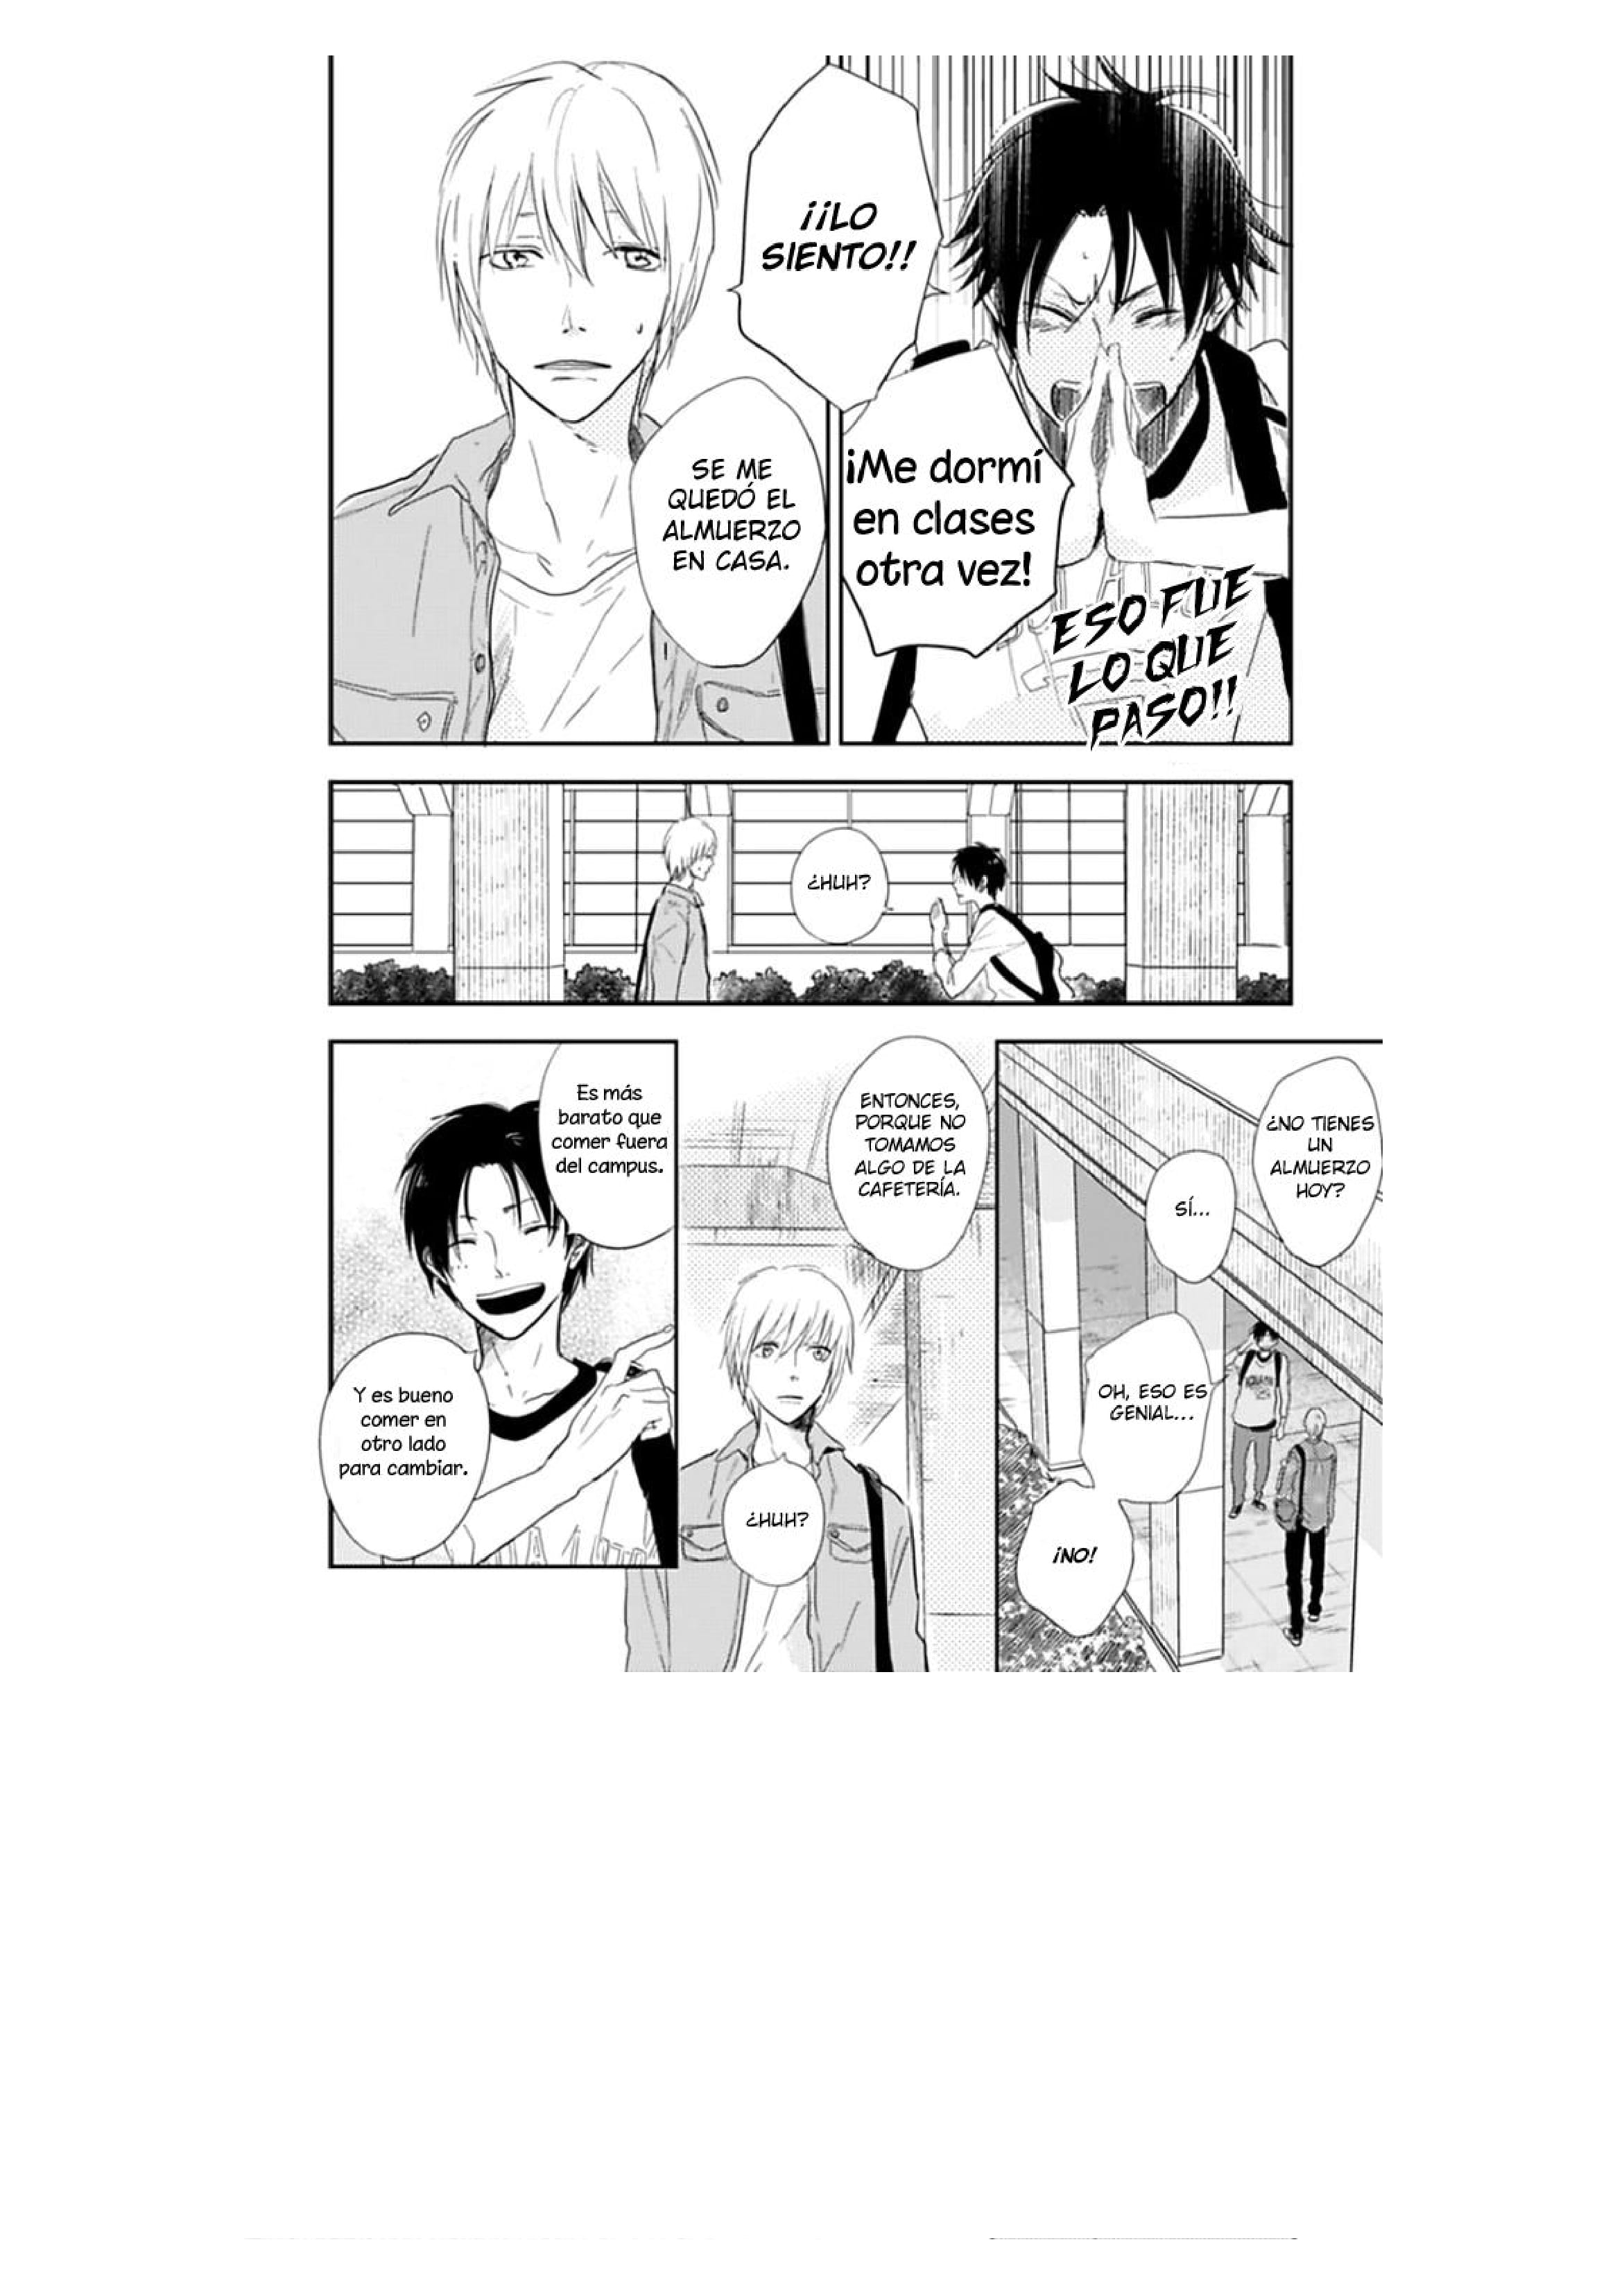 ¡¡LO
SIENTO!!
¡Me dormí
en clases
otra vez!
ESO FUE
LO QUE
PASO!!
SE ME
QUEDÓ EL
ALMUERZO
EN CASA.
¿HUH?
¿NO TIENES
UN
ALMUERZO
HOY?
SÍ...
OH, ESO ES
GENIAL...
¡NO!
ENTONCES,
PORQUE NO
TOMAMOS
ALGO DE LA
CAFETERÍA.
¿HUH?
Es más
barato que
comer fuera
del campus.
Y es bueno
comer en
otro lado
para cambiar.